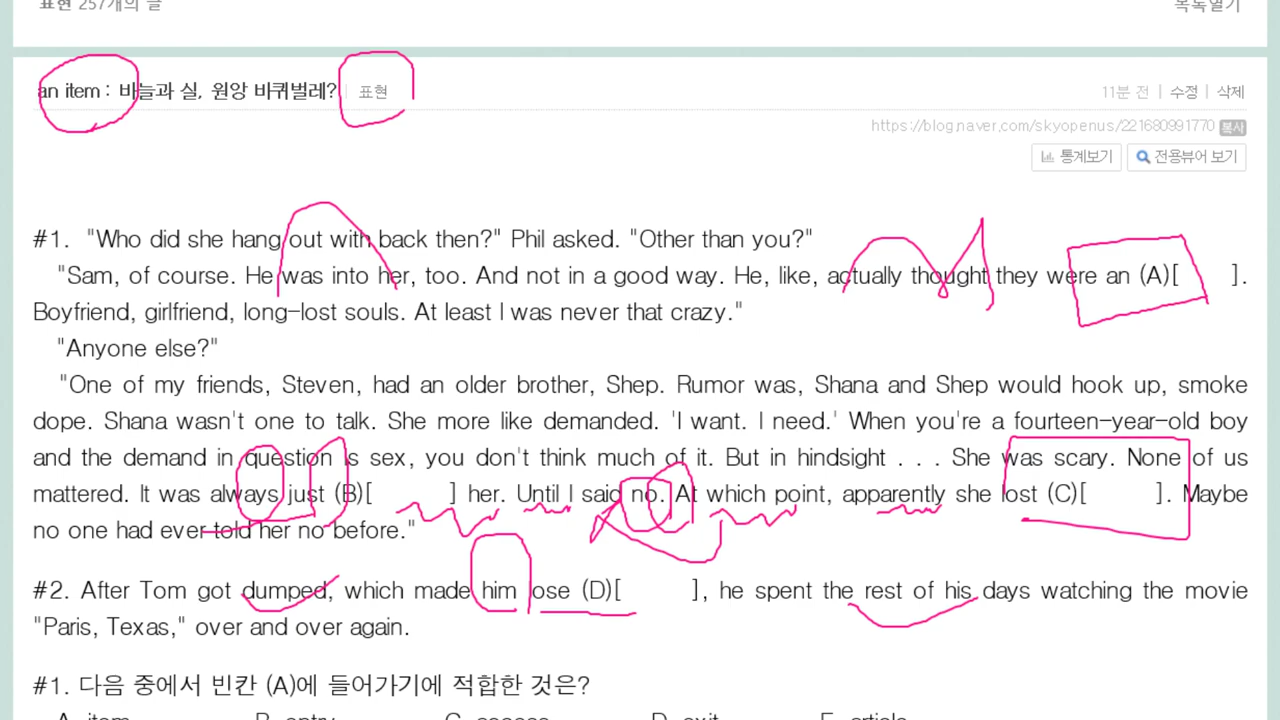 표현 257개의 글 목록열기
an item : 바늘과 실, 원앙 바퀴벌레? | 표현 11분 전 | 수정 | 삭제
https://blog.naver.com/skyopenus/221680991770 복사
통계보기 전용뷰어 보기
#1. "Who did she hang out with back then?" Phil asked. "Other than you?"
"Sam, of course. He was into her, too. And not in a good way. He, like, actually thought they were an (A)[ ].
Boyfriend, girlfriend, long-lost souls. At least I was never that crazy."
"Anyone else?"
"One of my friends, Steven, had an older brother, Shep. Rumor was, Shana and Shep would hook up, smoke
dope. Shana wasn't one to talk. She more like demanded. 'I want. I need.' When you're a fourteen-year-old boy
and the demand in question is sex, you don't think much of it. But in hindsight . . . She was scary. None of us
mattered. It was always just (B)[ ] her. Until I said no. At which point, apparently she lost (C)[ ]. Maybe
no one had ever told her no before."
#2. After Tom got dumped, which made him lose (D)[ ], he spent the rest of his days watching the movie
"Paris, Texas," over and over again.
#1. 다음 중에서 빈칸 (A)에 들어가기에 적합한 것은?
A. item B. entry C. access D. exit E. article